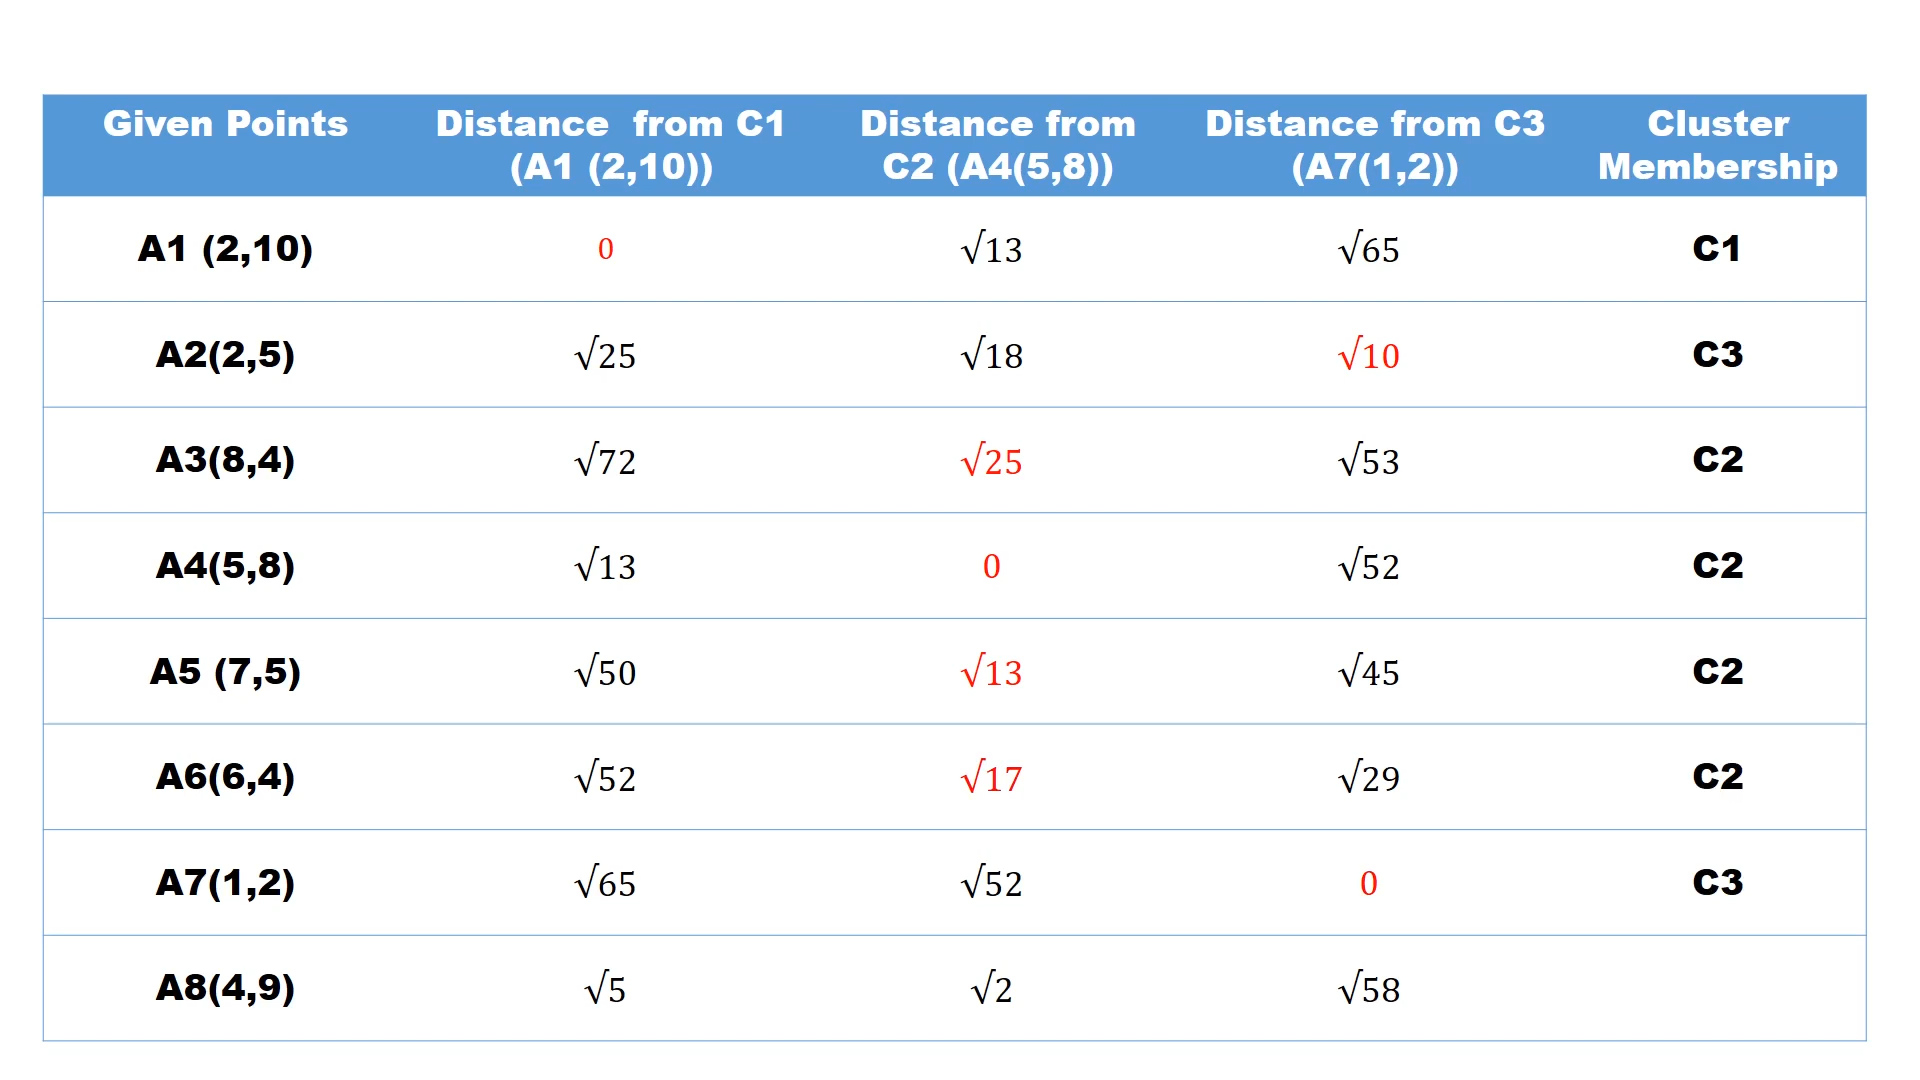 Given Points Distance from C1 Distance from Distance from C3 Cluster
(A1 (2,10)) C2 (A4(5,8)) (A7(1,2)) Membership
A1 (2,10) 0 √13 √65 C1
A2(2,5) √25 √18 √10 C3
A3(8,4) √72 √25 √53 C2
A4(5,8) √13 0 √52 C2
A5 (7,5) √50 √13 √45 C2
A6(6,4) √52 √17 √29 C2
A7(1,2) √65 √52 0 C3
A8(4,9) √5 √2 √58